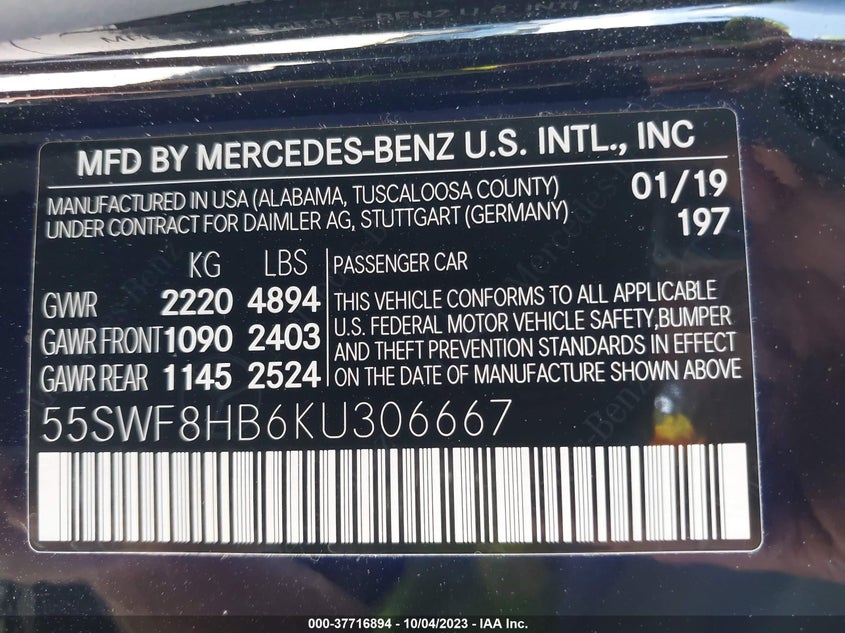 MFD BY MERCEDES-BENZ U.S. INTL., INC
MANUFACTURED IN USA (ALABAMA, TUSCALOOSA COUNTY) 01/19
UNDER CONTRACT FOR DAIMLER AG, STUTTGART (GERMANY) 197
KG LBS PASSENGER CAR
GVWR 2220 4894 THIS VEHICLE CONFORMS TO ALL APPLICABLE
GAWR FRONT 1090 2403 U.S. FEDERAL MOTOR VEHICLE SAFETY,BUMPER
AND THEFT PREVENTION STANDARDS IN EFFECT
GAWR REAR 1145 2524 ON THE DATE OF MANUFACTURE SHOWN ABOVE
55SWF8HB6KU306667
000-37716894 - 10/04/2023 - IAA Inc.